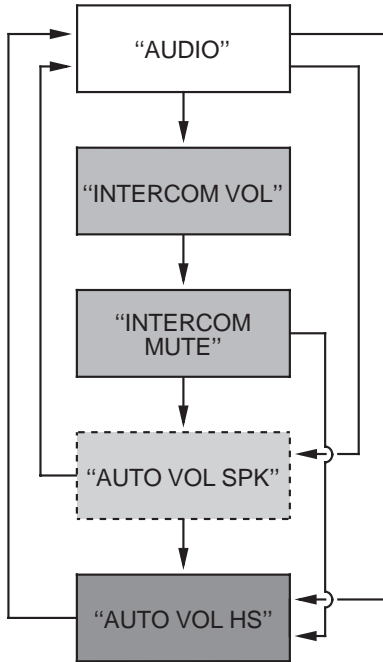 “AUDIO”
“INTERCOM VOL”
“INTERCOM
MUTE”
“AUTO VOL SPK”
“AUTO VOL HS”